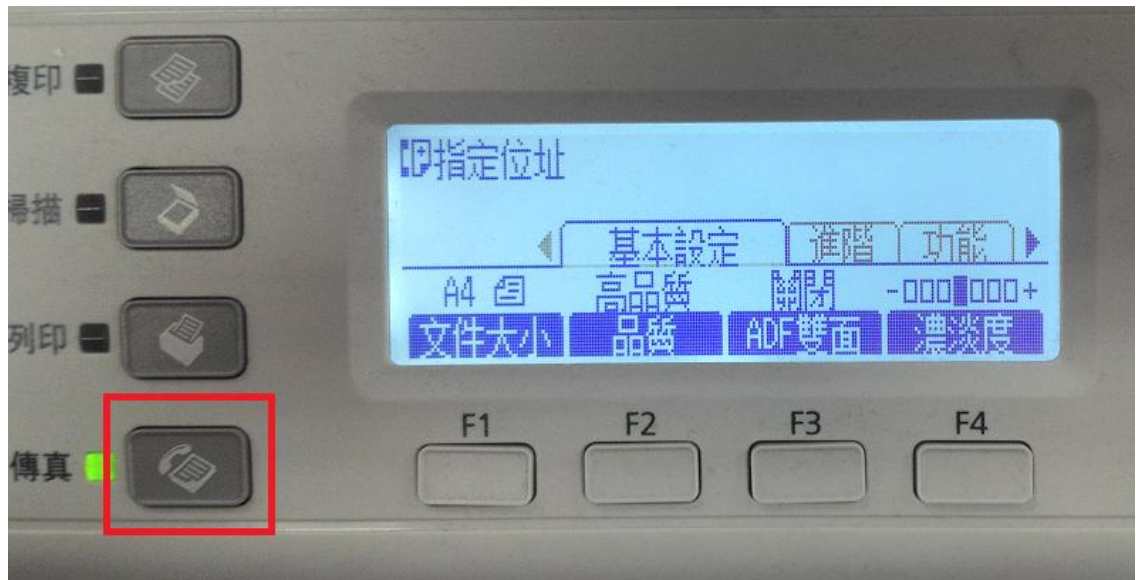 複印
指定位址
基本設定 進階 功能
掃描
A4 高品質 關閉 -+
列印
文件大小 品質 ADF雙面 濃淡度
F1 F2 F3 F4
傳真